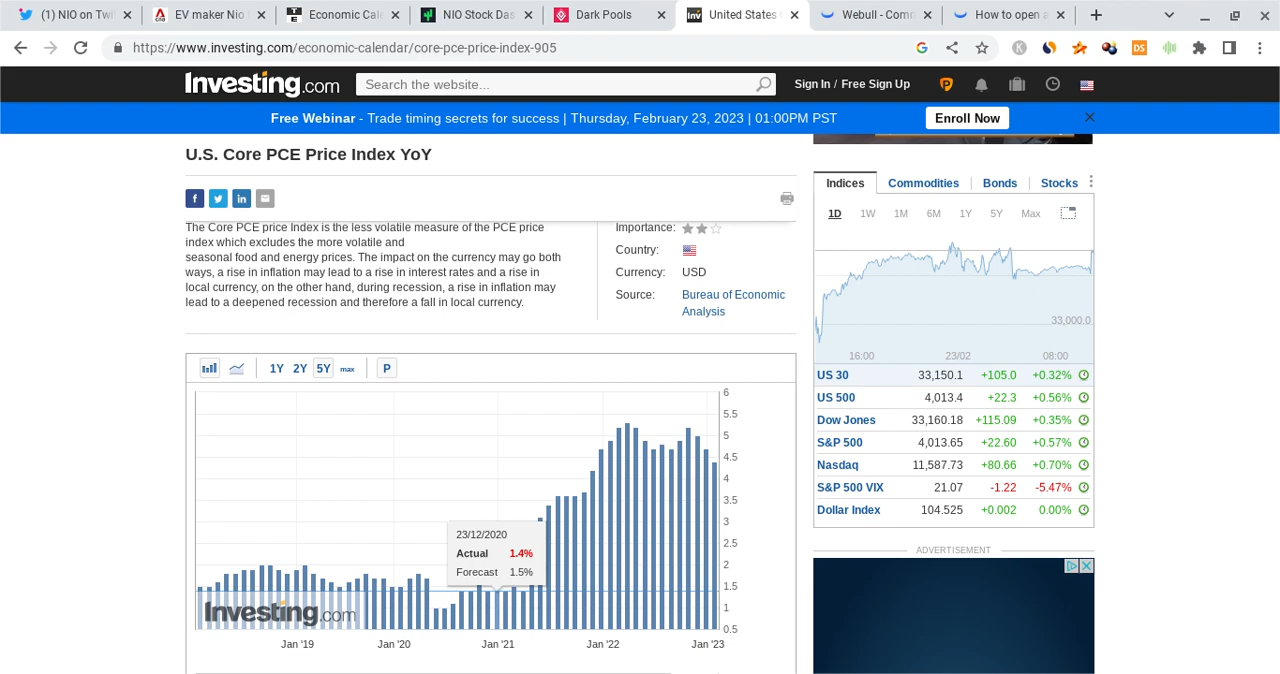 (1) NIO on Twi
EV maker Nio
Economic Cale
NIO Stock Das
Dark Pools
United States
Webull - Comm
How to open a
https://www.investing.com/economic-calendar/core-pce-price-index-905
Investing.com
Search the website...
Sign In / Free Sign Up
Free Webinar - Trade timing secrets for success | Thursday, February 23, 2023 | 01:00PM PST
Enroll Now
U.S. Core PCE Price Index YoY
The Core PCE price Index is the less volatile measure of the PCE price
index which excludes the more volatile and
seasonal food and energy prices. The impact on the currency may go both
ways, a rise in inflation may lead to a rise in interest rates and a rise in
local currency, on the other hand, during recession, a rise in inflation may
lead to a deepened recession and therefore a fall in local currency.
Importance:
Country:
Currency: USD
Source: Bureau of Economic
Analysis
1Y 2Y 5Y max P
6
5.5
5
4.5
4
3.5
3
2.5
2
1.5
1
0.5
23/12/2020
Actual 1.4%
Forecast 1.5%
Investing.com
Jan '19 Jan '20 Jan '21 Jan '22 Jan '23
Indices Commodities Bonds Stocks
1D 1W 1M 6M 1Y 5Y Max
33,000.0
16:00 23/02 08:00
US 30 33,150.1 +105.0 +0.32%
US 500 4,013.4 +22.3 +0.56%
Dow Jones 33,160.18 +115.09 +0.35%
S&P 500 4,013.65 +22.60 +0.57%
Nasdaq 11,587.73 +80.66 +0.70%
S&P 500 VIX 21.07 -1.22 -5.47%
Dollar Index 104.525 +0.002 0.00%
ADVERTISEMENT